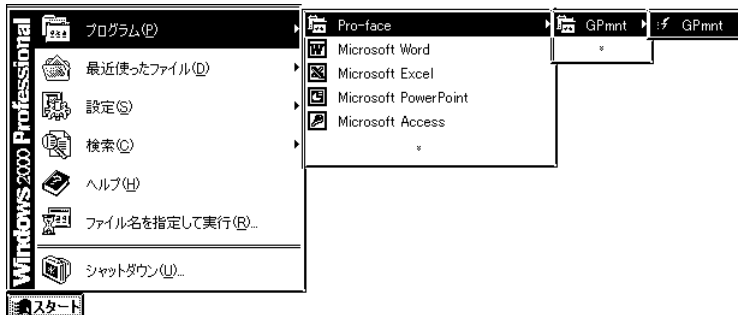 Windows 2000 Professional
プログラム(P)
最近使ったファイル(D)
設定(S)
検索(C)
ヘルプ(H)
ファイル名を指定して実行(R)...
シャットダウン(U)...
スタート
Pro-face
Microsoft Word
Microsoft Excel
Microsoft PowerPoint
Microsoft Access
GPmnt
GPmnt